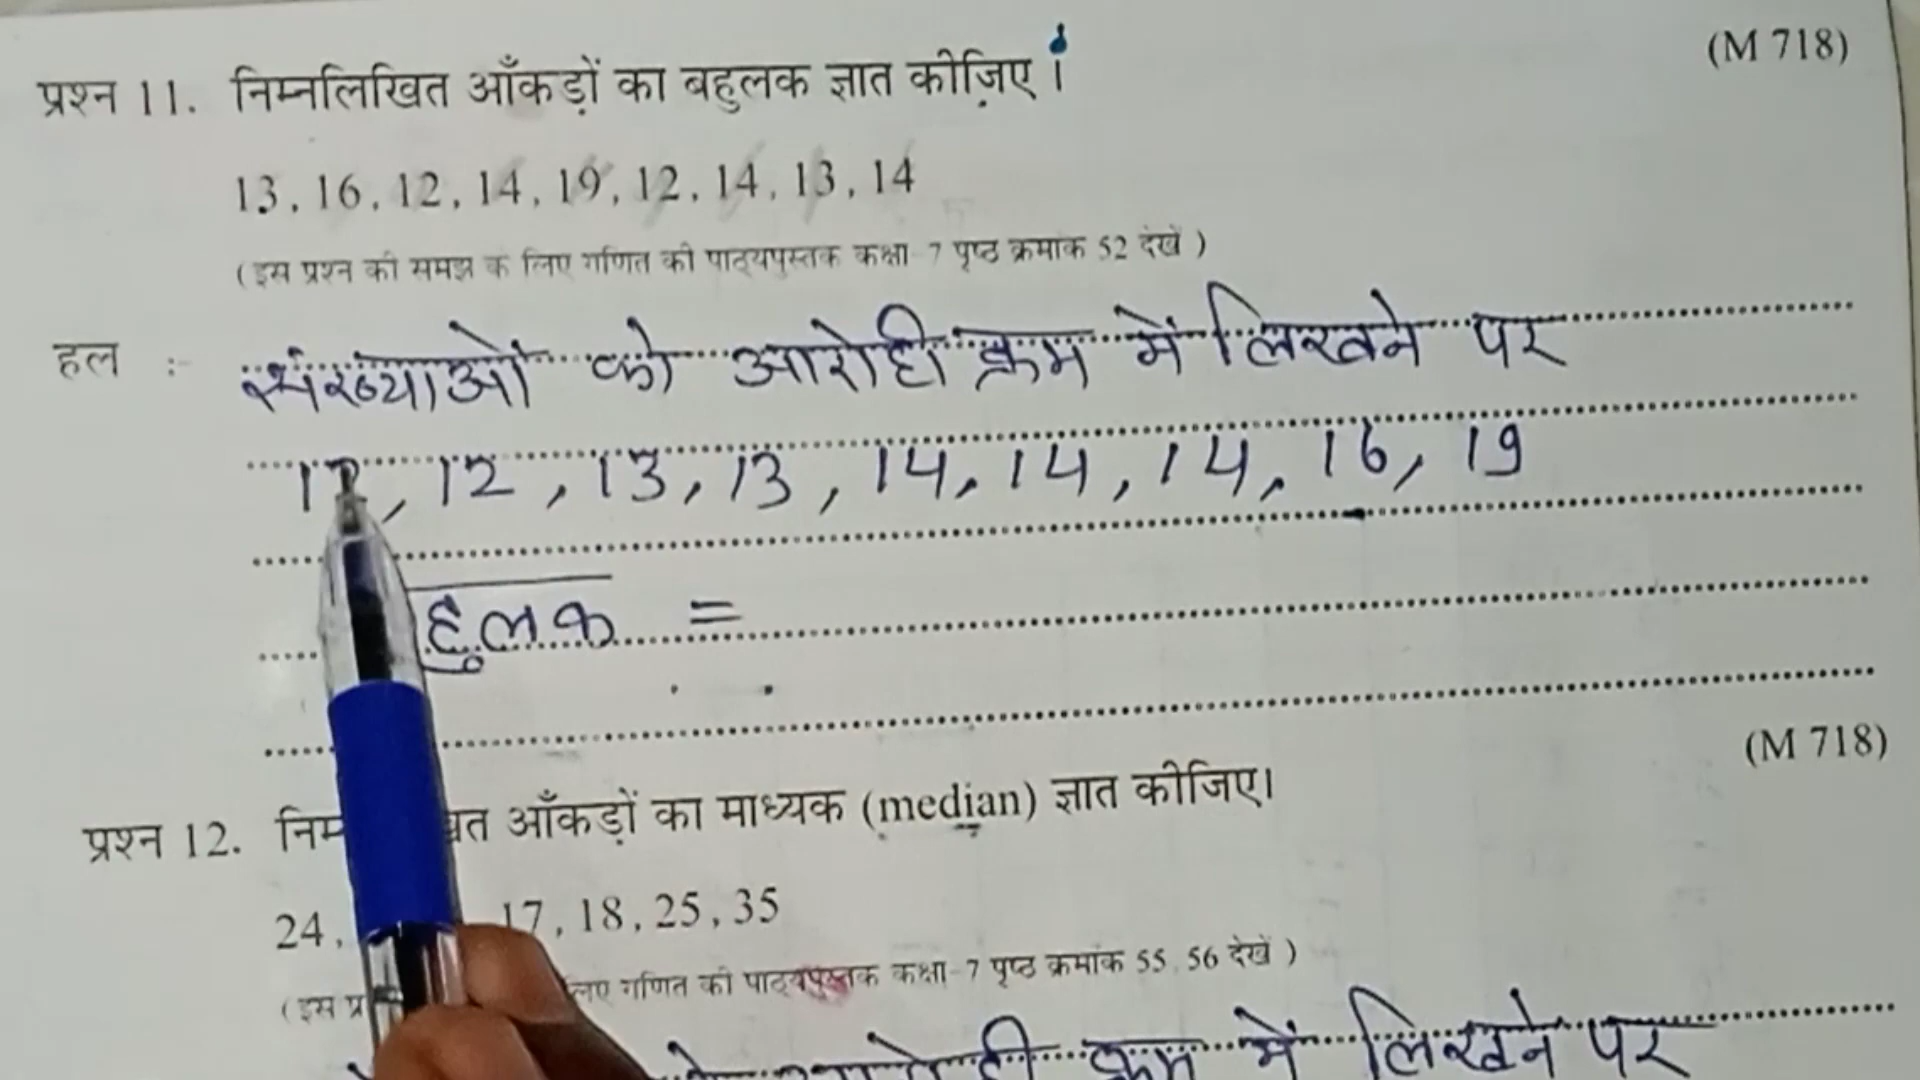 (M 718)
प्रश्न 11. निम्नलिखित आँकड़ों का बहुलक ज्ञात कीजिए।
13, 16, 12, 14, 19, 12, 14, 13, 14
(इस प्रश्न की समझ के लिए गणित की पाठ्यपुस्तक कक्षा-7 पृष्ठ क्रमांक 52 देखें)
हल :- संख्याओं को आरोही क्रम में लिखने पर
12, 12, 13, 13, 14, 14, 14, 16, 19
हुलक =
(M 718)
प्रश्न 12. आँकड़ों का माध्यक (median) ज्ञात कीजिए।
24, 17, 18, 25, 35
(इस गणित की पाठ्यपुस्तक कक्षा-7 पृष्ठ क्रमांक 55, 56 देखें)
क्रम में लिखने पर